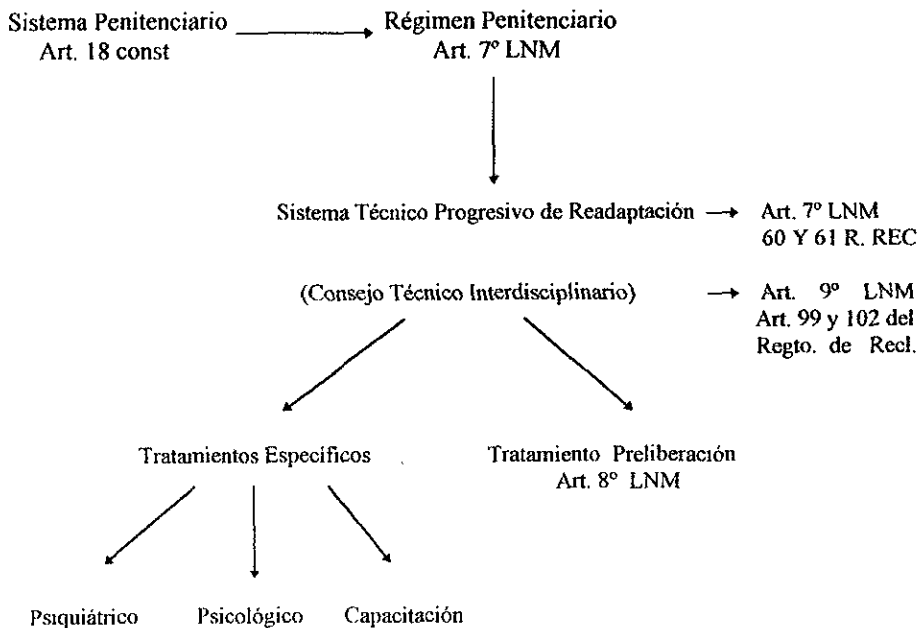 Sistema Penitenciario
Art. 18 const
Régimen Penitenciario
Art. 7º LNM
Sistema Técnico Progresivo de Readaptación
Art. 7º LNM
60 Y 61 R. REC
(Consejo Técnico Interdisciplinario)
Art. 9º LNM
Art. 99 y 102 del
Regto. de Recl.
Tratamientos Específicos
Tratamiento Preliberación
Art. 8º LNM
Psiquiátrico
Psicológico
Capacitación